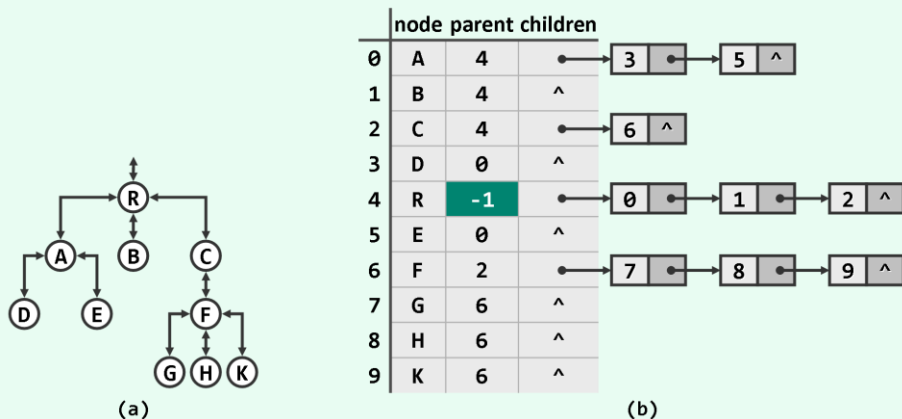 node parent children
0 A 4 3 5 ^
1 B 4 ^
2 C 4 6 ^
3 D 0 ^
4 R -1 0 1 2 ^
5 E 0 ^
6 F 2 7 8 9 ^
7 G 6 ^
8 H 6 ^
9 K 6 ^
R
A B C
D E
F
G H K
(a) (b)